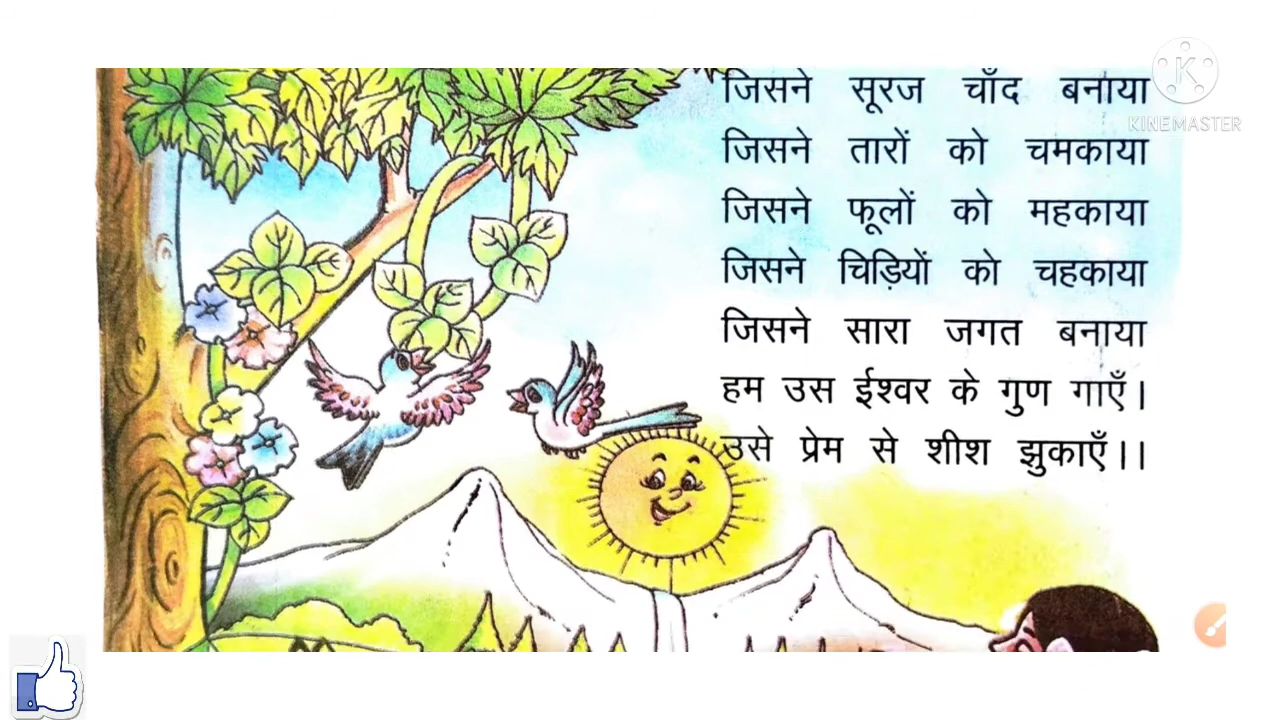 जिसने सूरज चाँद बनाया
KINEMASTER
जिसने तारों को चमकाया
जिसने फूलों को महकाया
जिसने चिड़ियों को चहकाया
जिसने सारा जगत बनाया
हम उस ईश्वर के गुण गाएँ।
उसे प्रेम से शीश झुकाएँ।।